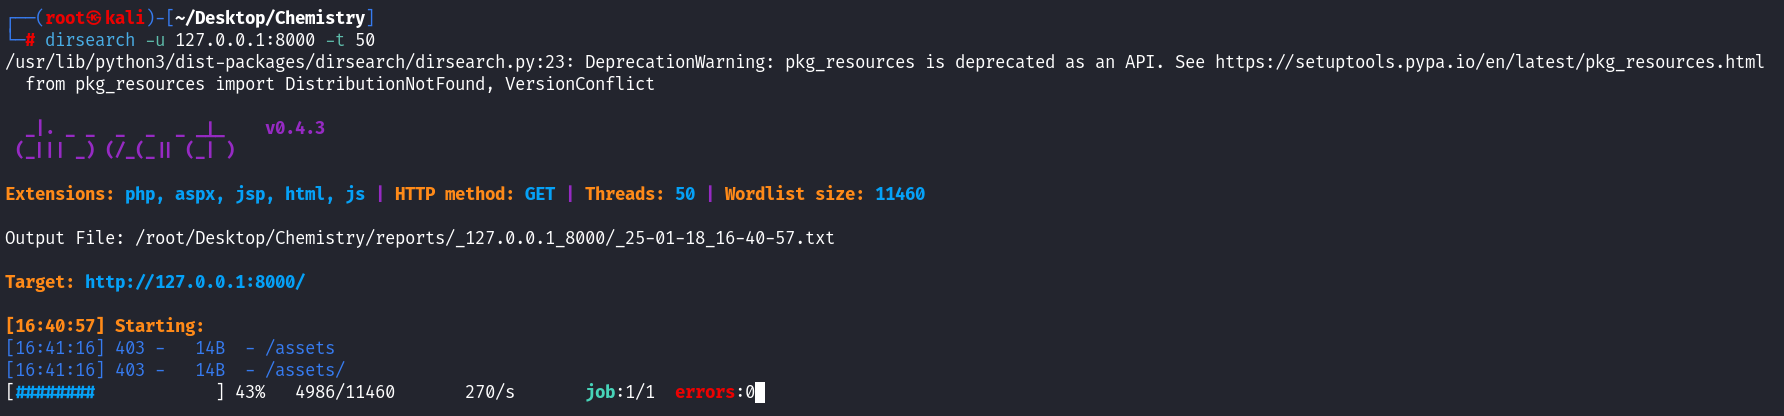 ┌──(root㉿kali)-[~/Desktop/Chemistry]
└─# dirsearch -u 127.0.0.1:8000 -t 50
/usr/lib/python3/dist-packages/dirsearch/dirsearch.py:23: DeprecationWarning: pkg_resources is deprecated as an API. See https://setuptools.pypa.io/en/latest/pkg_resources.html
  from pkg_resources import DistributionNotFound, VersionConflict

  _|. _ _  _  _  _ _|_    v0.4.3
 (_||| _) (/_(_|| (_| )

Extensions: php, aspx, jsp, html, js | HTTP method: GET | Threads: 50 | Wordlist size: 11460

Output File: /root/Desktop/Chemistry/reports/_127.0.0.1_8000/_25-01-18_16-40-57.txt

Target: http://127.0.0.1:8000/

[16:40:57] Starting:
[16:41:16] 403 -   14B  - /assets
[16:41:16] 403 -   14B  - /assets/
[########            ] 43%   4986/11460       270/s       job:1/1  errors:0